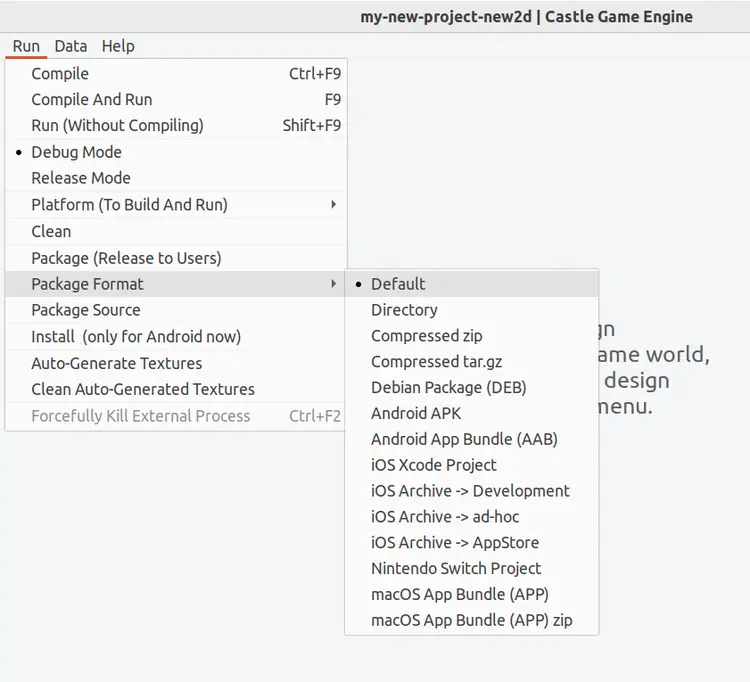 my-new-project-new2d | Castle Game Engine
Run Data Help
Compile Ctrl+F9
Compile And Run F9
Run (Without Compiling) Shift+F9
Debug Mode
Release Mode
Platform (To Build And Run)
Clean
Package (Release to Users)
Package Format
Package Source
Install (only for Android now)
Auto-Generate Textures
Clean Auto-Generated Textures
Forcefully Kill External Process Ctrl+F2
Default
Directory
Compressed zip
Compressed tar.gz
Debian Package (DEB)
Android APK
Android App Bundle (AAB)
iOS Xcode Project
iOS Archive -> Development
iOS Archive -> ad-hoc
iOS Archive -> AppStore
Nintendo Switch Project
macOS App Bundle (APP)
macOS App Bundle (APP) zip
world,
design